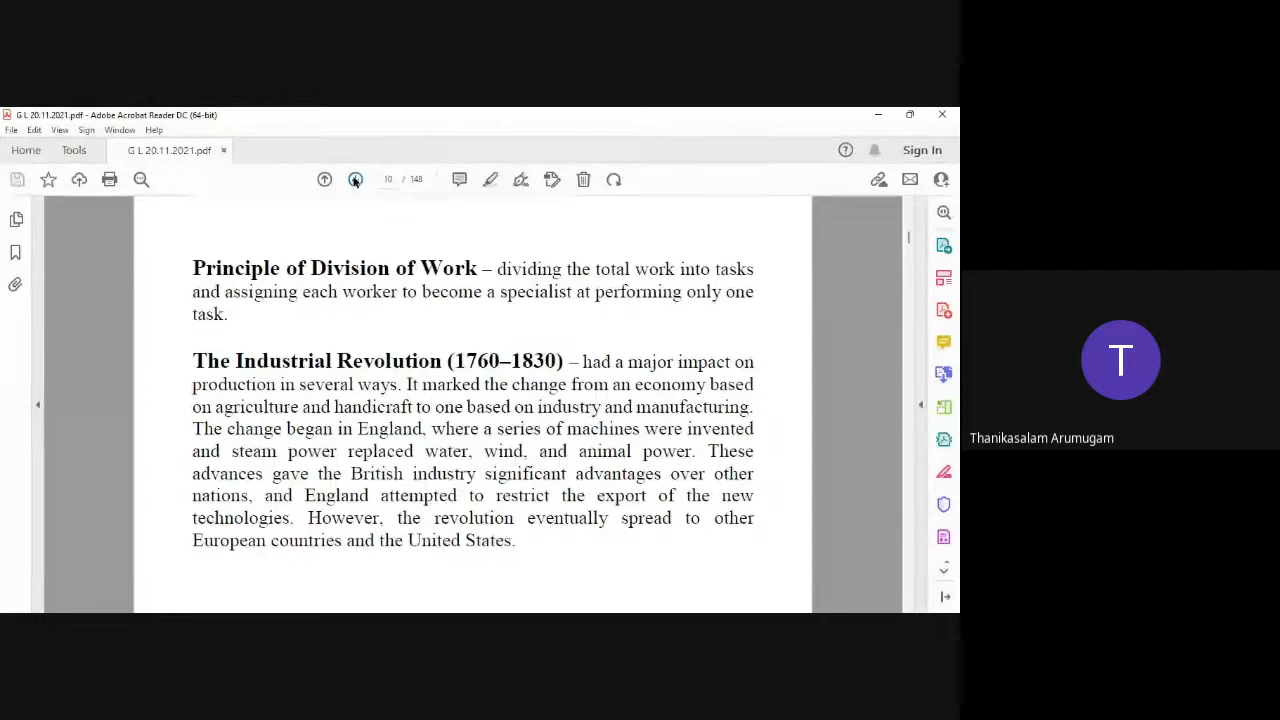 G L 20.11.2021.pdf - Adobe Acrobat Reader DC (64-bit)
File Edit View Sign Window Help
Home Tools G L 20.11.2021.pdf × Sign In
10 / 148
Principle of Division of Work – dividing the total work into tasks
and assigning each worker to become a specialist at performing only one
task.
The Industrial Revolution (1760–1830) – had a major impact on
production in several ways. It marked the change from an economy based
on agriculture and handicraft to one based on industry and manufacturing.
The change began in England, where a series of machines were invented
and steam power replaced water, wind, and animal power. These
advances gave the British industry significant advantages over other
nations, and England attempted to restrict the export of the new
technologies. However, the revolution eventually spread to other
European countries and the United States.
T
Thanikasalam Arumugam